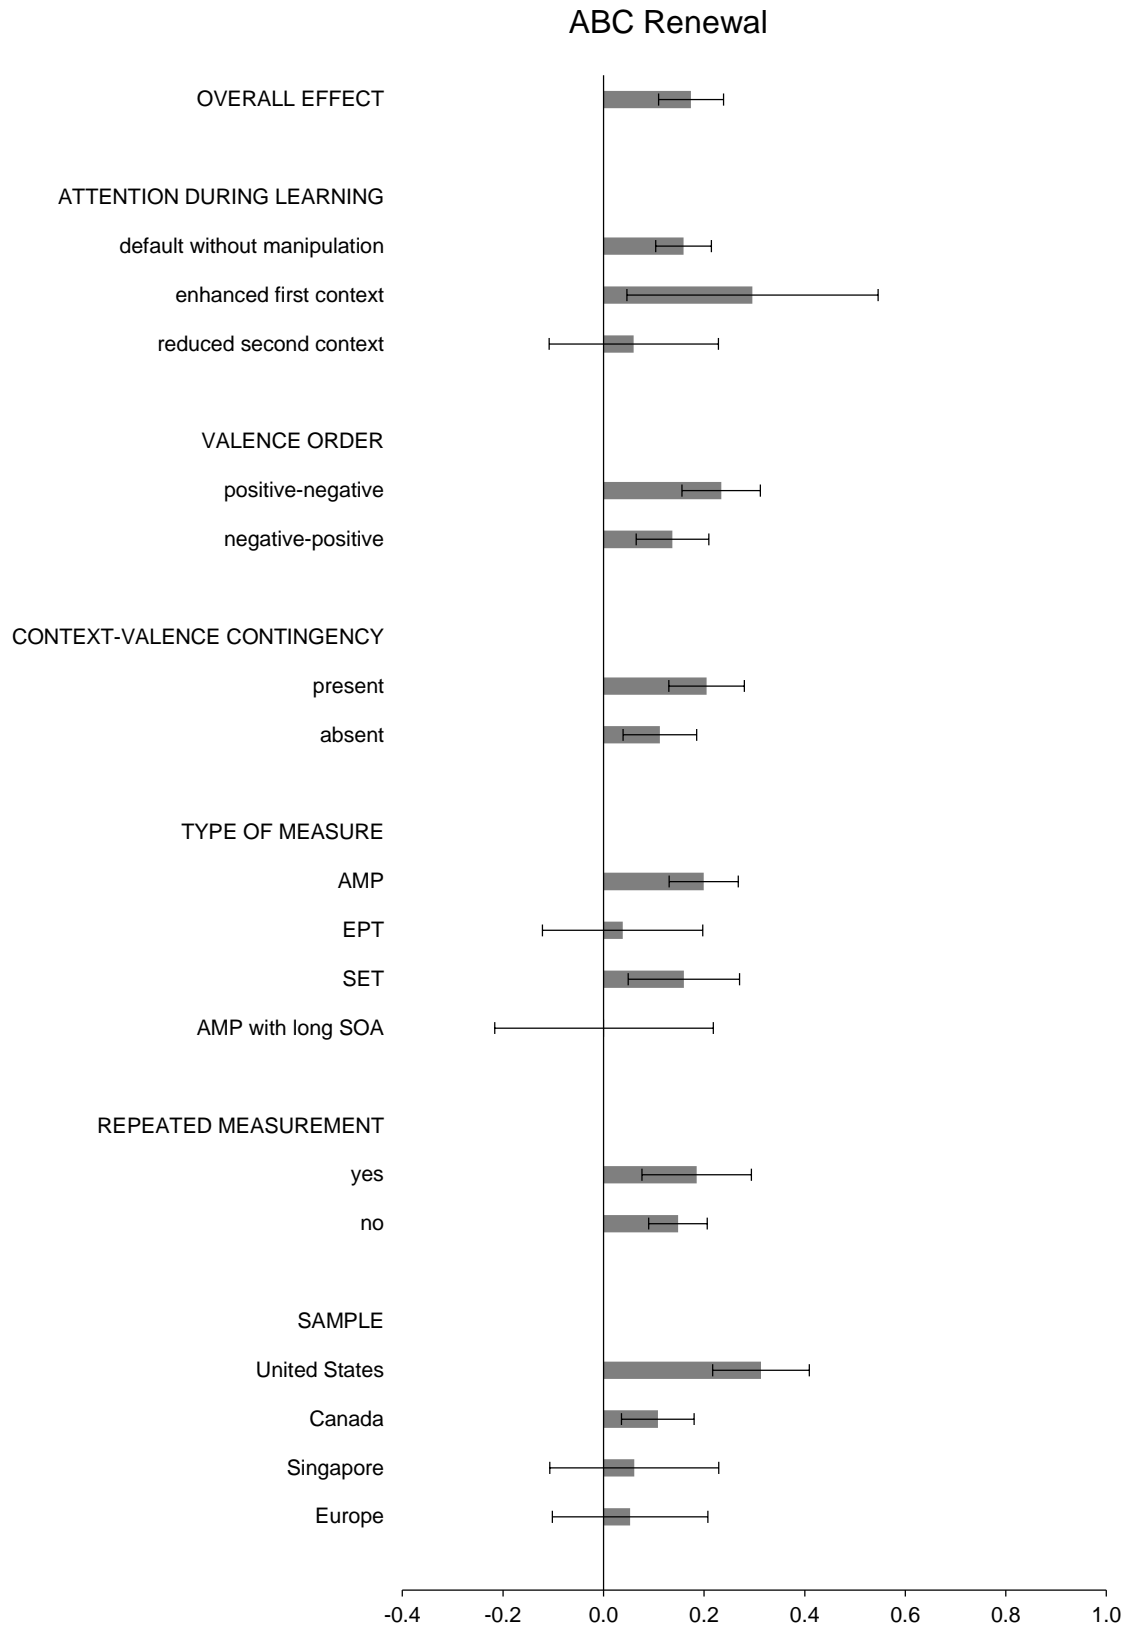 ABC Renewal
OVERALL EFFECT
ATTENTION DURING LEARNING
default without manipulation
enhanced first context
reduced second context
VALENCE ORDER
positive-negative
negative-positive
CONTEXT-VALENCE CONTINGENCY
present
absent
TYPE OF MEASURE
AMP
EPT
SET
AMP with long SOA
REPEATED MEASUREMENT
yes
no
SAMPLE
United States
Canada
Singapore
Europe
-0.4 -0.2 0.0 0.2 0.4 0.6 0.8 1.0